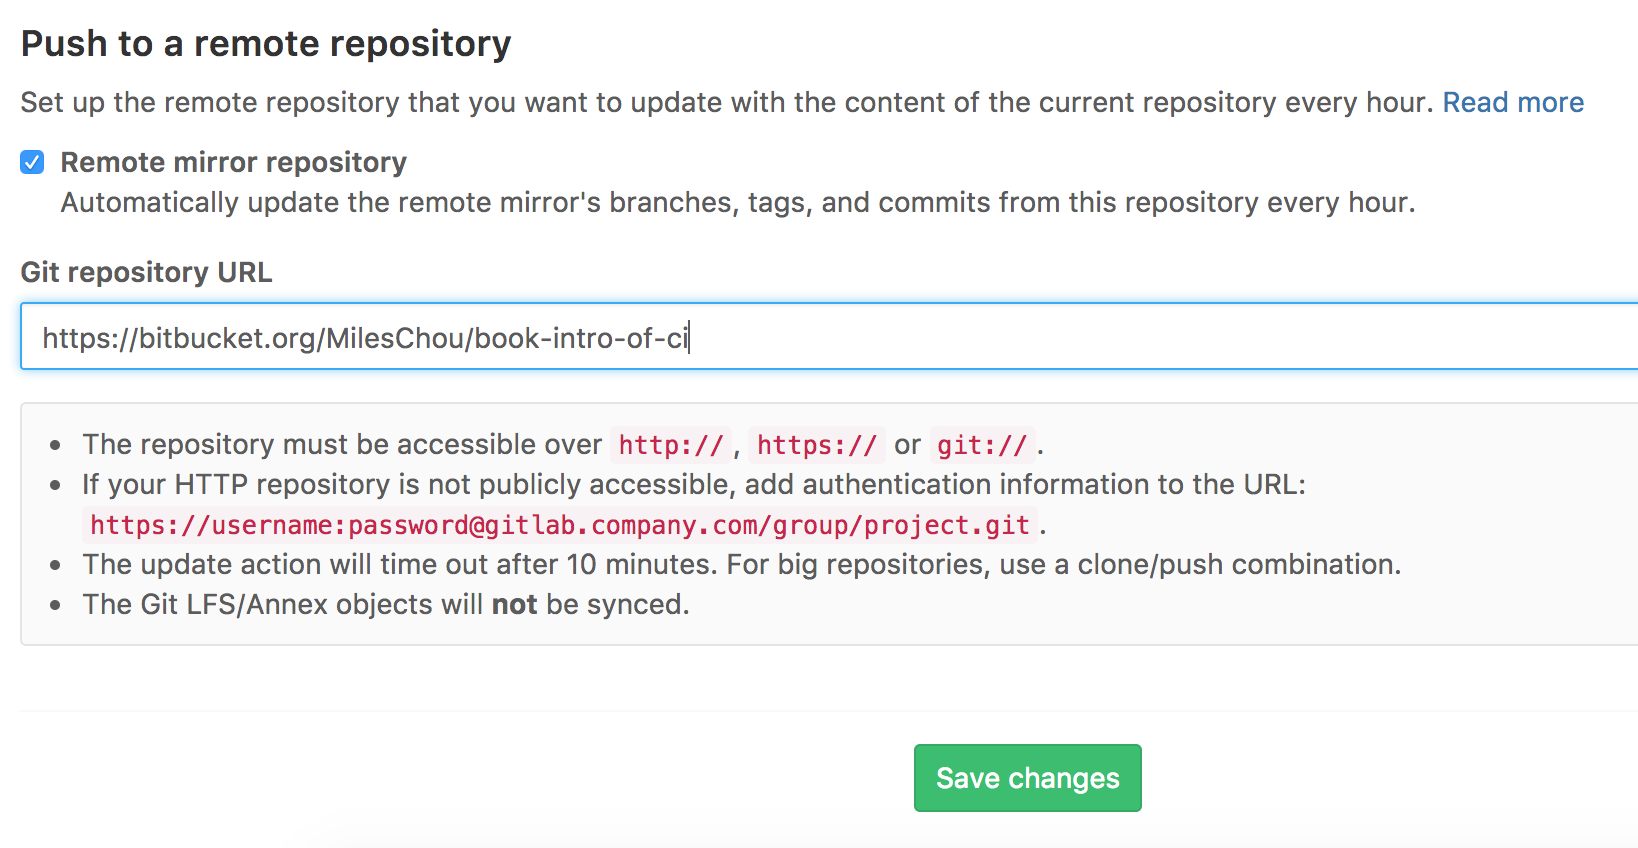 Push to a remote repository
Set up the remote repository that you want to update with the content of the current repository every hour. Read more
Remote mirror repository
Automatically update the remote mirror's branches, tags, and commits from this repository every hour.
Git repository URL
https://bitbucket.org/MilesChou/book-intro-of-ci
• The repository must be accessible over http://, https:// or git://.
• If your HTTP repository is not publicly accessible, add authentication information to the URL:
https://username:password@gitlab.company.com/group/project.git.
• The update action will time out after 10 minutes. For big repositories, use a clone/push combination.
• The Git LFS/Annex objects will not be synced.
Save changes